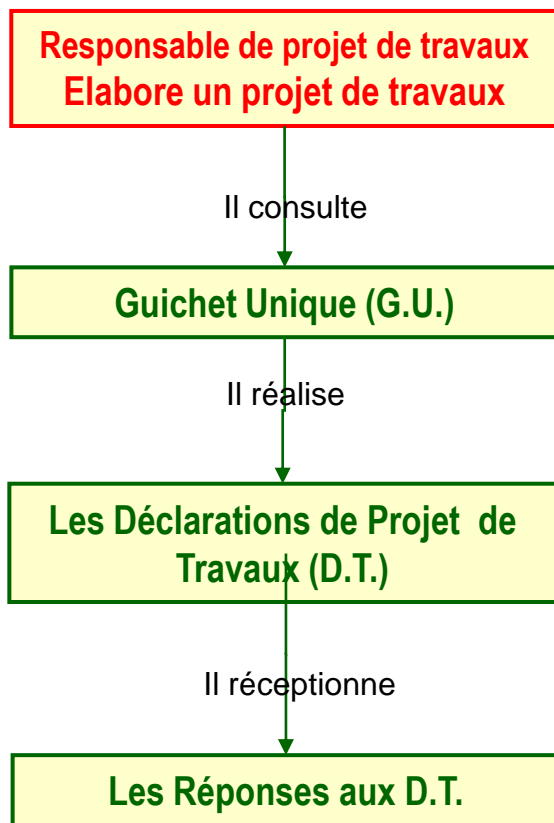 Responsable de projet de travaux
Elabore un projet de travaux
Il consulte
Guichet Unique (G.U.)
Il réalise
Les Déclarations de Projet de
Travaux (D.T.)
Il réceptionne
Les Réponses aux D.T.